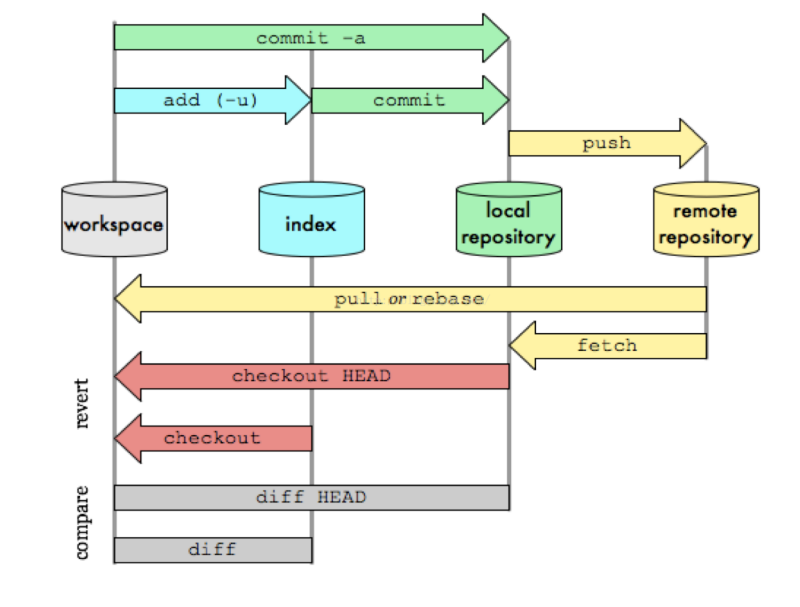 commit -a
add (-u)
commit
push
workspace
index
local
repository
remote
repository
pull or rebase
fetch
revert
checkout HEAD
checkout
compare
diff HEAD
diff